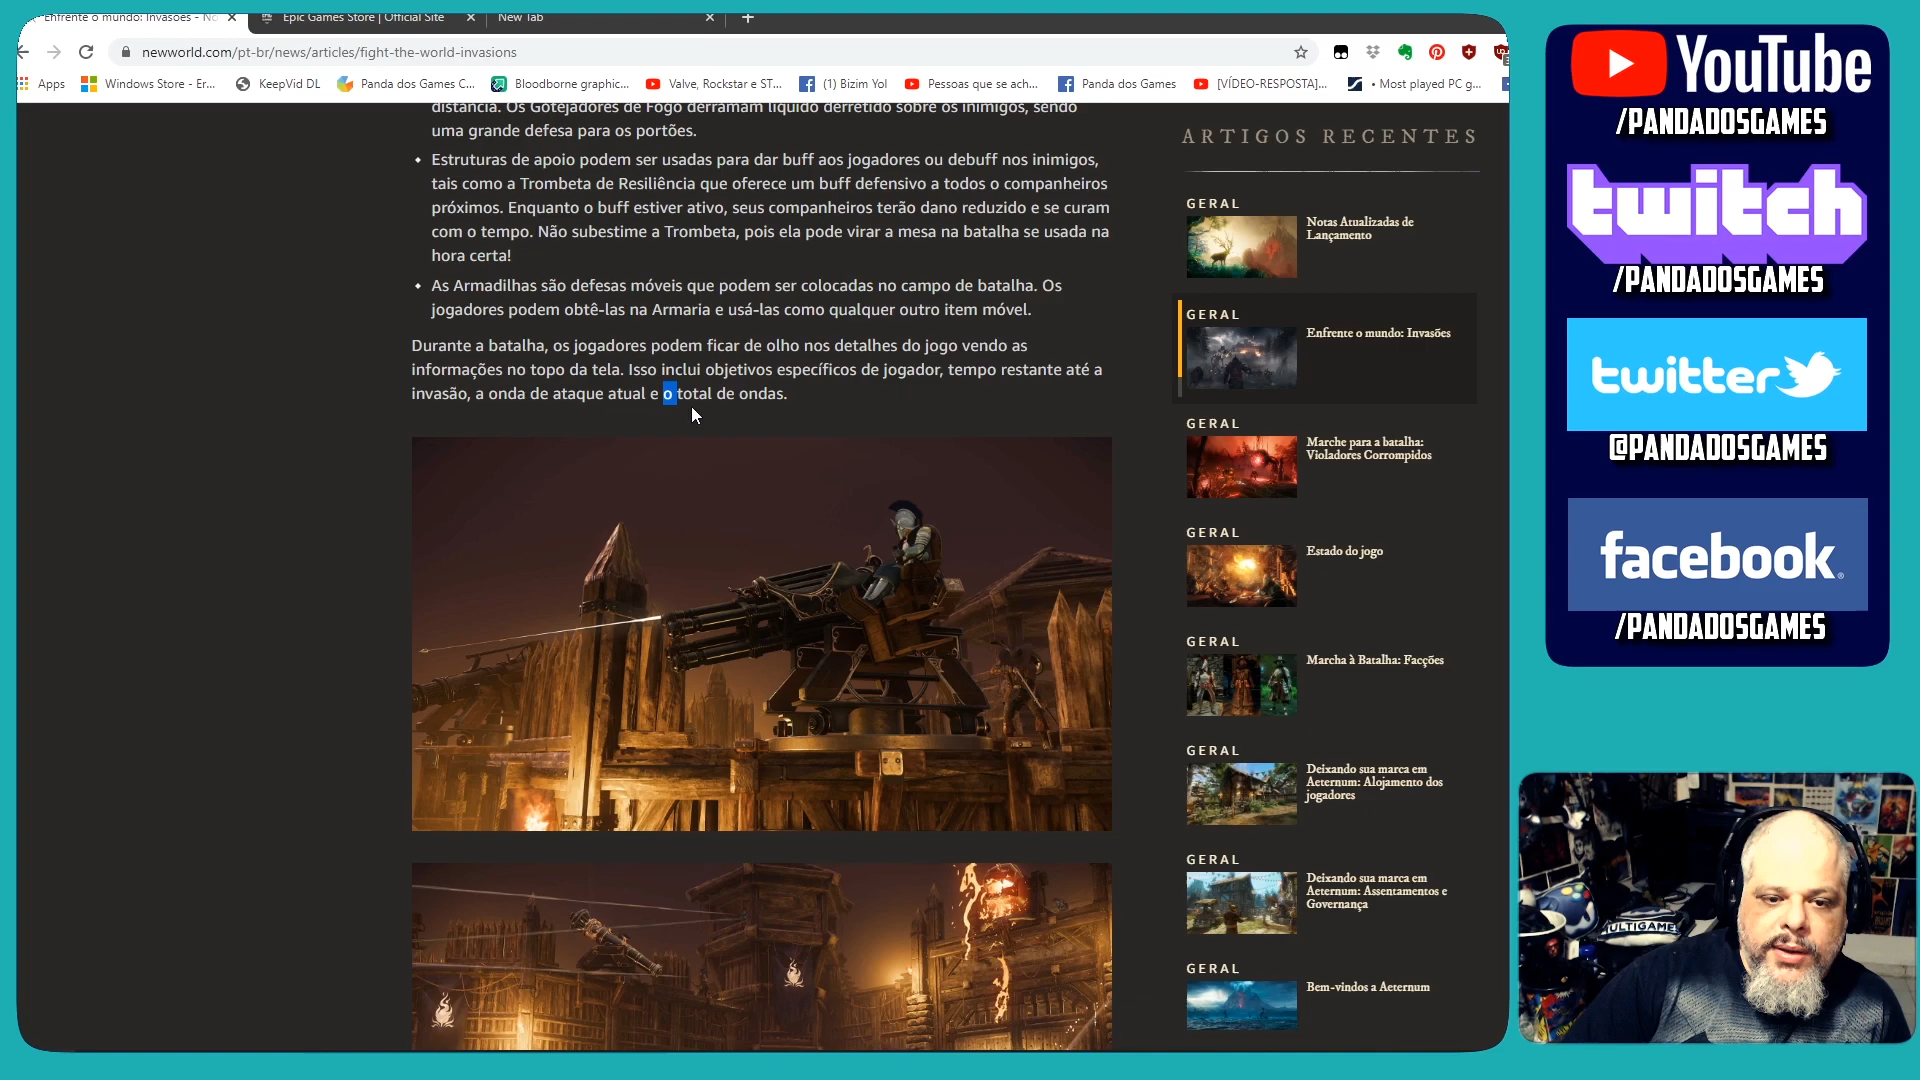 Enfrente o mundo: Invasões - No
Epic Games Store | Official Site
New Tab
newworld.com/pt-br/news/articles/fight-the-world-invasions
Apps
Windows Store - Er...
KeepVid DL
Panda dos Games C...
Bloodborne graphic...
Valve, Rockstar e ST...
(1) Bizim Yol
Pessoas que se ach...
Panda dos Games
[VÍDEO-RESPOSTA]...
• Most played PC g...
distância. Os Gotejadores de Fogo derramam líquido derretido sobre os inimigos, sendo
uma grande defesa para os portões.
Estruturas de apoio podem ser usadas para dar buff aos jogadores ou debuff nos inimigos,
tais como a Trombeta de Resiliência que oferece um buff defensivo a todos o companheiros
próximos. Enquanto o buff estiver ativo, seus companheiros terão dano reduzido e se curam
com o tempo. Não subestime a Trombeta, pois ela pode virar a mesa na batalha se usada na
hora certa!
As Armadilhas são defesas móveis que podem ser colocadas no campo de batalha. Os
jogadores podem obtê-las na Armaria e usá-las como qualquer outro item móvel.
Durante a batalha, os jogadores podem ficar de olho nos detalhes do jogo vendo as
informações no topo da tela. Isso inclui objetivos específicos de jogador, tempo restante até a
invasão, a onda de ataque atual e o total de ondas.
ARTIGOS RECENTES
GERAL
Notas Atualizadas de
Lançamento
GERAL
Enfrente o mundo: Invasões
GERAL
Marche para a batalha:
Violadores Corrompidos
GERAL
Estado do jogo
GERAL
Marcha à Batalha: Facções
GERAL
Deixando sua marca em
Aeternum: Alojamento dos
jogadores
GERAL
Deixando sua marca em
Aeternum: Assentamentos e
Governança
GERAL
Bem-vindos a Aeternum
YouTube
/PANDADOSGAMES
twitch
/PANDADOSGAMES
twitter
@PANDADOSGAMES
facebook
/PANDADOSGAMES
ULTIGAME